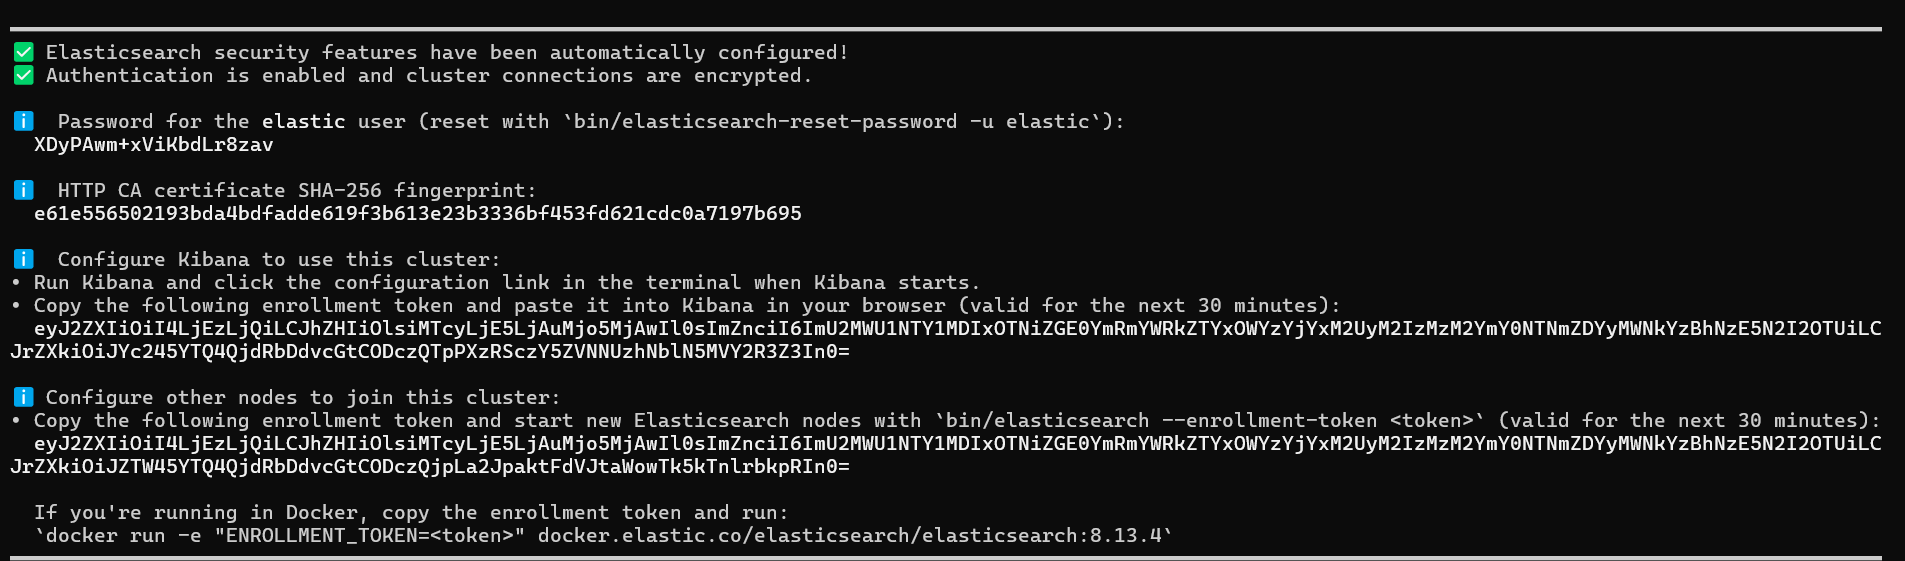 ✅ Elasticsearch security features have been automatically configured!
✅ Authentication is enabled and cluster connections are encrypted.

ℹ️  Password for the elastic user (reset with `bin/elasticsearch-reset-password -u elastic`):
  XDyPAwm+xViKbdLr8zav

ℹ️  HTTP CA certificate SHA-256 fingerprint:
  e61e556502193bda4bdfadde619f3b613e23b3336bf453fd621cdc0a7197b695

ℹ️  Configure Kibana to use this cluster:
• Run Kibana and click the configuration link in the terminal when Kibana starts.
• Copy the following enrollment token and paste it into Kibana in your browser (valid for the next 30 minutes):
  eyJ2ZXIiOiI4LjEzLjQiLCJhZHIiOlsiMTcyLjE5LjAuMjo5MjAwIl0sImZnciI6ImU2MWU1NTY1MDIxOTNiZGE0YmRmYWRkZTYxOWYzYjYxM2UyM2IzMzM2YmY0NTNmZDYyMWNkYzBhNzE5N2I2OTUiLC
JrZXkiOiJYc245YTQ4QjdRbDdvcGtCODczQTpPXzRSczY5ZVNNUzhNblN5MVY2R3Z3In0=

ℹ️ Configure other nodes to join this cluster:
• Copy the following enrollment token and start new Elasticsearch nodes with `bin/elasticsearch --enrollment-token <token>` (valid for the next 30 minutes):
  eyJ2ZXIiOiI4LjEzLjQiLCJhZHIiOlsiMTcyLjE5LjAuMjo5MjAwIl0sImZnciI6ImU2MWU1NTY1MDIxOTNiZGE0YmRmYWRkZTYxOWYzYjYxM2UyM2IzMzM2YmY0NTNmZDYyMWNkYzBhNzE5N2I2OTUiLC
JrZXkiOiJZTW45YTQ4QjdRbDdvcGtCODczQjpLa2JpaktFdVJtaWowTk5kTnlrbkpRIn0=

  If you're running in Docker, copy the enrollment token and run:
  `docker run -e "ENROLLMENT_TOKEN=<token>" docker.elastic.co/elasticsearch/elasticsearch:8.13.4`